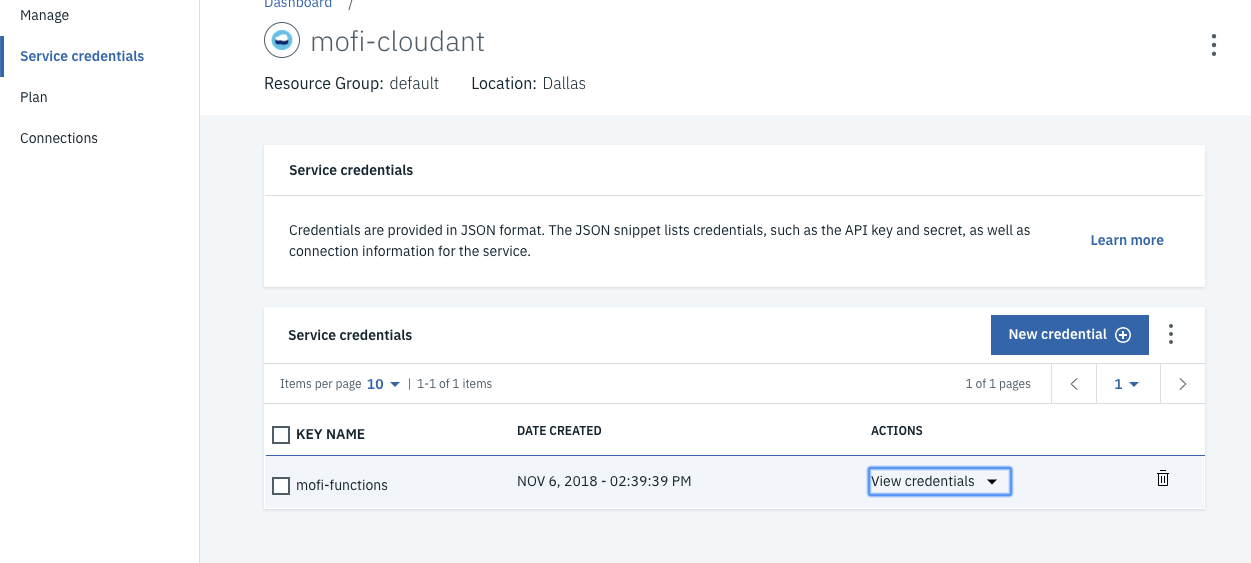 Manage
Service credentials
Plan
Connections
Dashboard /
mofi-cloudant
Resource Group: default Location: Dallas
Service credentials
Credentials are provided in JSON format. The JSON snippet lists credentials, such as the API key and secret, as well as
connection information for the service.
Learn more
Service credentials
New credential
Items per page 10 | 1-1 of 1 items
1 of 1 pages
1
KEY NAME DATE CREATED ACTIONS
mofi-functions NOV 6, 2018 - 02:39:39 PM View credentials